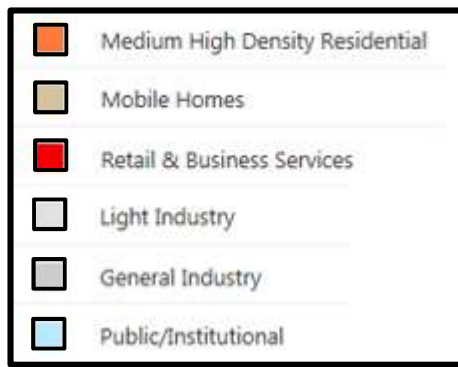 Medium High Density Residential
Mobile Homes
Retail & Business Services
Light Industry
General Industry
Public/Institutional